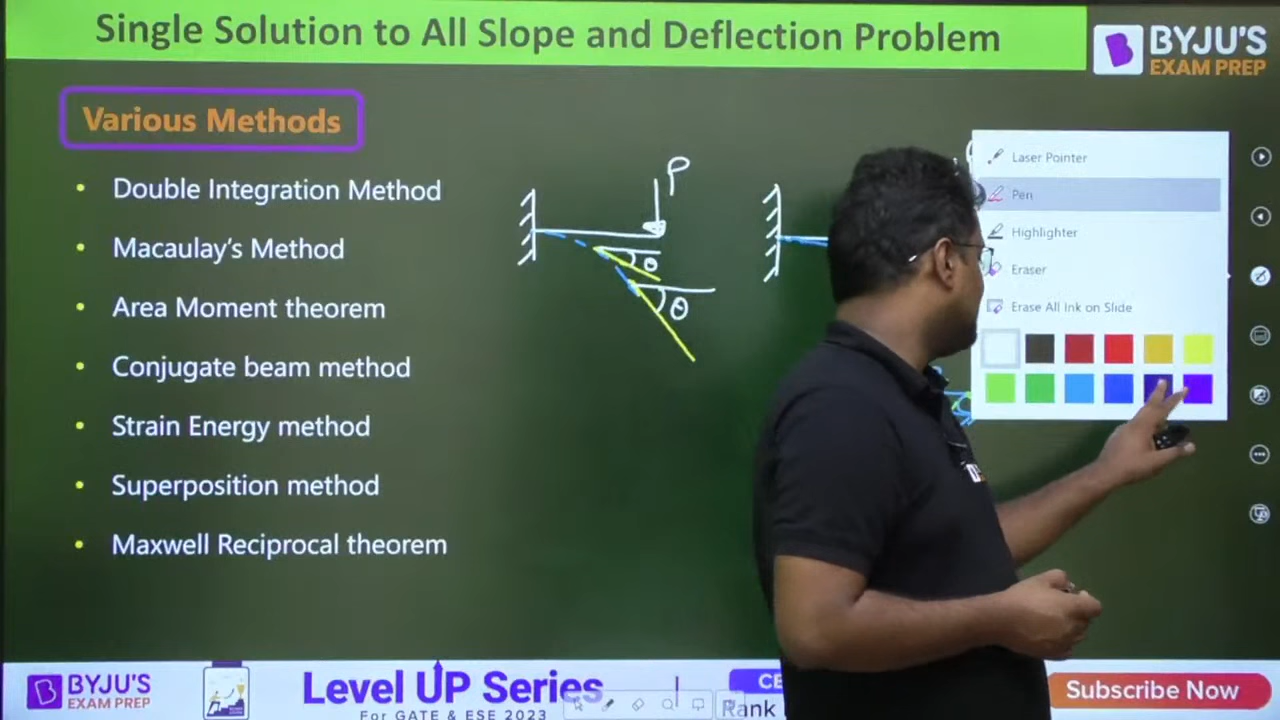 Single Solution to All Slope and Deflection Problem
BYJU'S
EXAM PREP
Various Methods
• Double Integration Method
• Macaulay's Method
• Area Moment theorem
• Conjugate beam method
• Strain Energy method
• Superposition method
• Maxwell Reciprocal theorem
P
θ
θ
Laser Pointer
Pen
Highlighter
Eraser
Erase All Ink on Slide
BYJU'S
EXAM PREP
Level UP Series
For GATE & ESE 2023
Rank
Subscribe Now